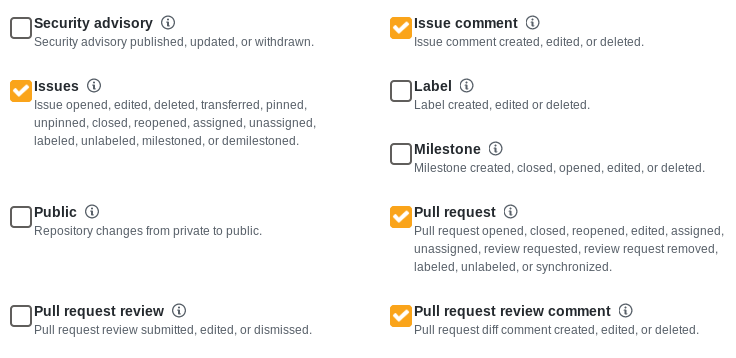 Security advisory
Security advisory published, updated, or withdrawn.
Issue comment
Issue comment created, edited, or deleted.
Issues
Issue opened, edited, deleted, transferred, pinned,
unpinned, closed, reopened, assigned, unassigned,
labeled, unlabeled, milestoned, or demilestoned.
Label
Label created, edited or deleted.
Milestone
Milestone created, closed, opened, edited, or deleted.
Public
Repository changes from private to public.
Pull request
Pull request opened, closed, reopened, edited, assigned,
unassigned, review requested, review request removed,
labeled, unlabeled, or synchronized.
Pull request review
Pull request review submitted, edited, or dismissed.
Pull request review comment
Pull request diff comment created, edited, or deleted.